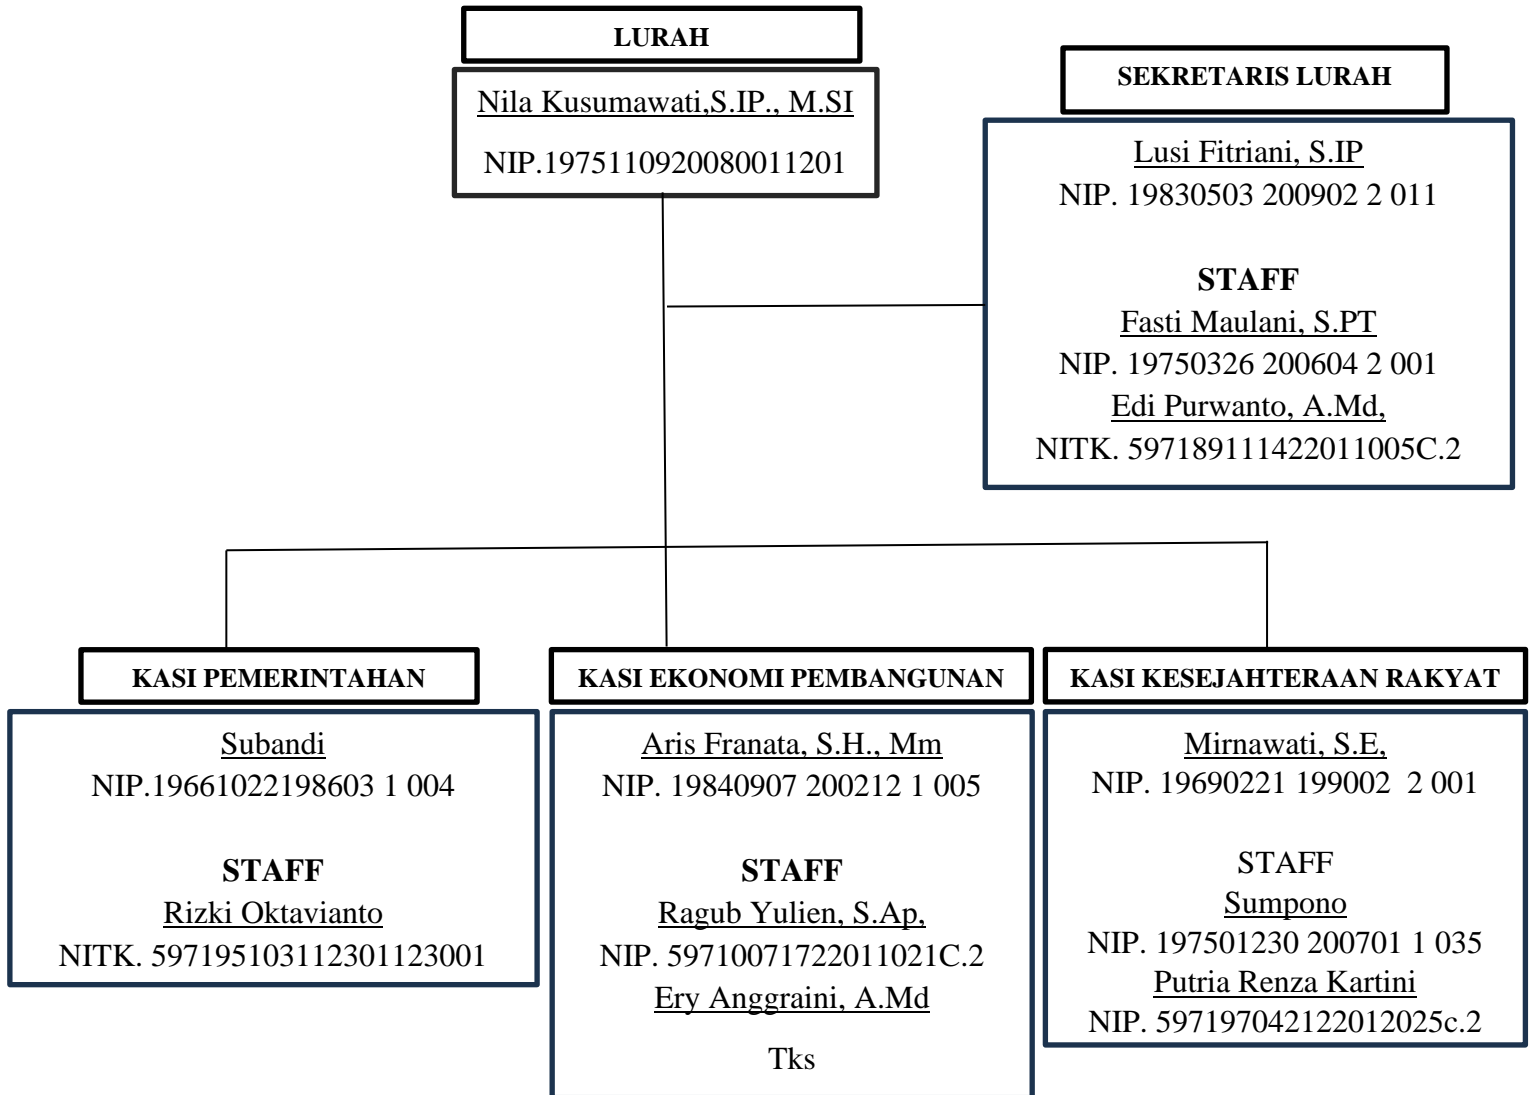 LURAH
Nila Kusumawati,S.IP., M.SI
NIP.1975110920080011201
SEKRETARIS LURAH
Lusi Fitriani, S.IP
NIP. 19830503 200902 2 011
STAFF
Fasti Maulani, S.PT
NIP. 19750326 200604 2 001
Edi Purwanto, A.Md,
NITK. 597189111422011005C.2
KASI PEMERINTAHAN
Subandi
NIP.19661022198603 1 004
STAFF
Rizki Oktavianto
NITK. 597195103112301123001
KASI EKONOMI PEMBANGUNAN
Aris Franata, S.H., Mm
NIP. 19840907 200212 1 005
STAFF
Ragub Yulien, S.Ap,
NIP. 59710071722011021C.2
Ery Anggraini, A.Md
Tks
KASI KESEJAHTERAAN RAKYAT
Mirnawati, S.E,
NIP. 19690221 199002  2 001
STAFF
Sumpono
NIP. 197501230 200701 1 035
Putria Renza Kartini
NIP. 597197042122012025c.2